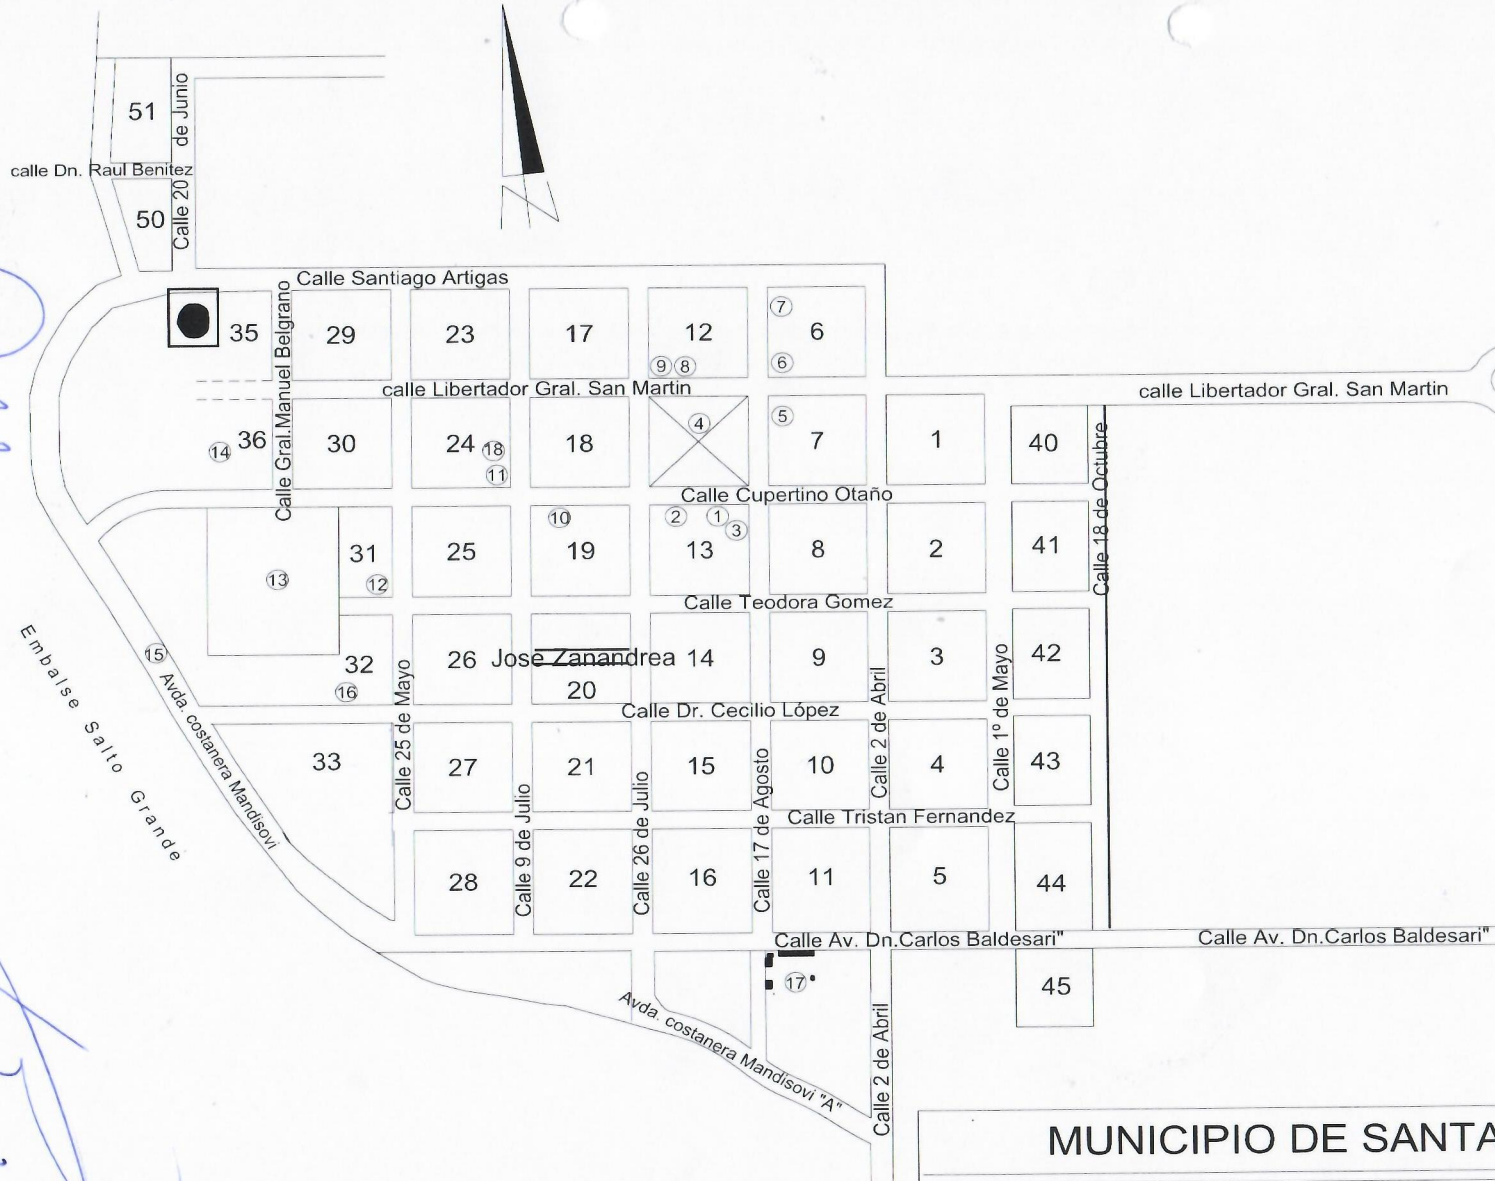 51
de Junio
calle Dn. Raul Benitez
50
Calle 20
Calle Santiago Artigas
35
Calle Gral.Manuel Belgrano
29
23
17
12
7
6
9
8
6
calle Libertador Gral. San Martin
calle Libertador Gral. San Martin
14
36
30
24
18
11
18
4
5
7
1
40
Calle 18 de Octubre
Calle Cupertino Otaño
13
31
12
25
10
19
2
1
3
13
8
2
41
Calle Teodora Gomez
Embalse Salto Grande
15
32
16
26
José Zanandrea
20
14
9
3
42
Calle 25 de Mayo
Calle Dr. Cecilio López
Calle 2 de Abril
Calle 1º de Mayo
Avda. costanera Mandisovi
33
27
21
15
10
4
43
Calle 9 de Julio
Calle 26 de Julio
Calle 17 de Agosto
Calle Tristan Fernandez
28
22
16
11
5
44
Calle Av. Dn.Carlos Baldesari"
Calle Av. Dn.Carlos Baldesari"
17
45
Avda. costanera Mandisovi "A"
Calle 2 de Abril
MUNICIPIO DE SANTA